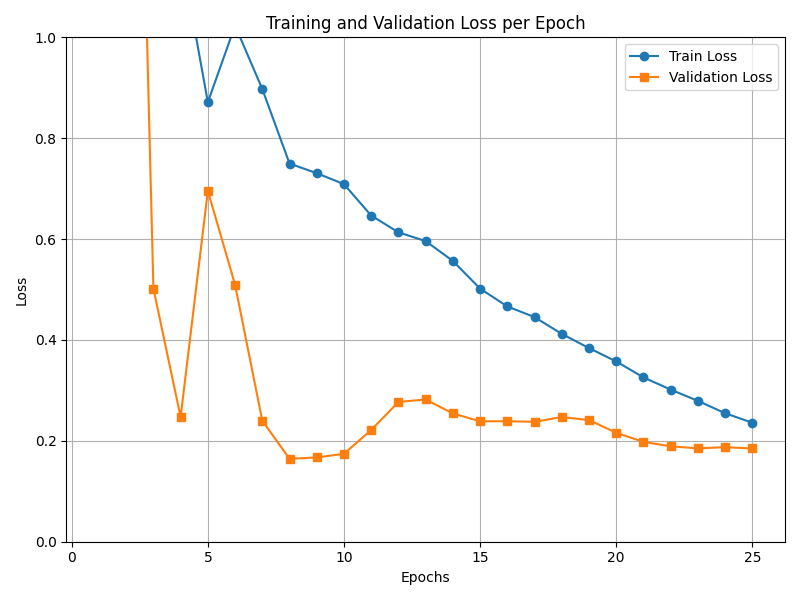 Training and Validation Loss per Epoch
Train Loss
Validation Loss
Loss
1.0
0.8
0.6
0.4
0.2
0.0
0 5 10 15 20 25
Epochs